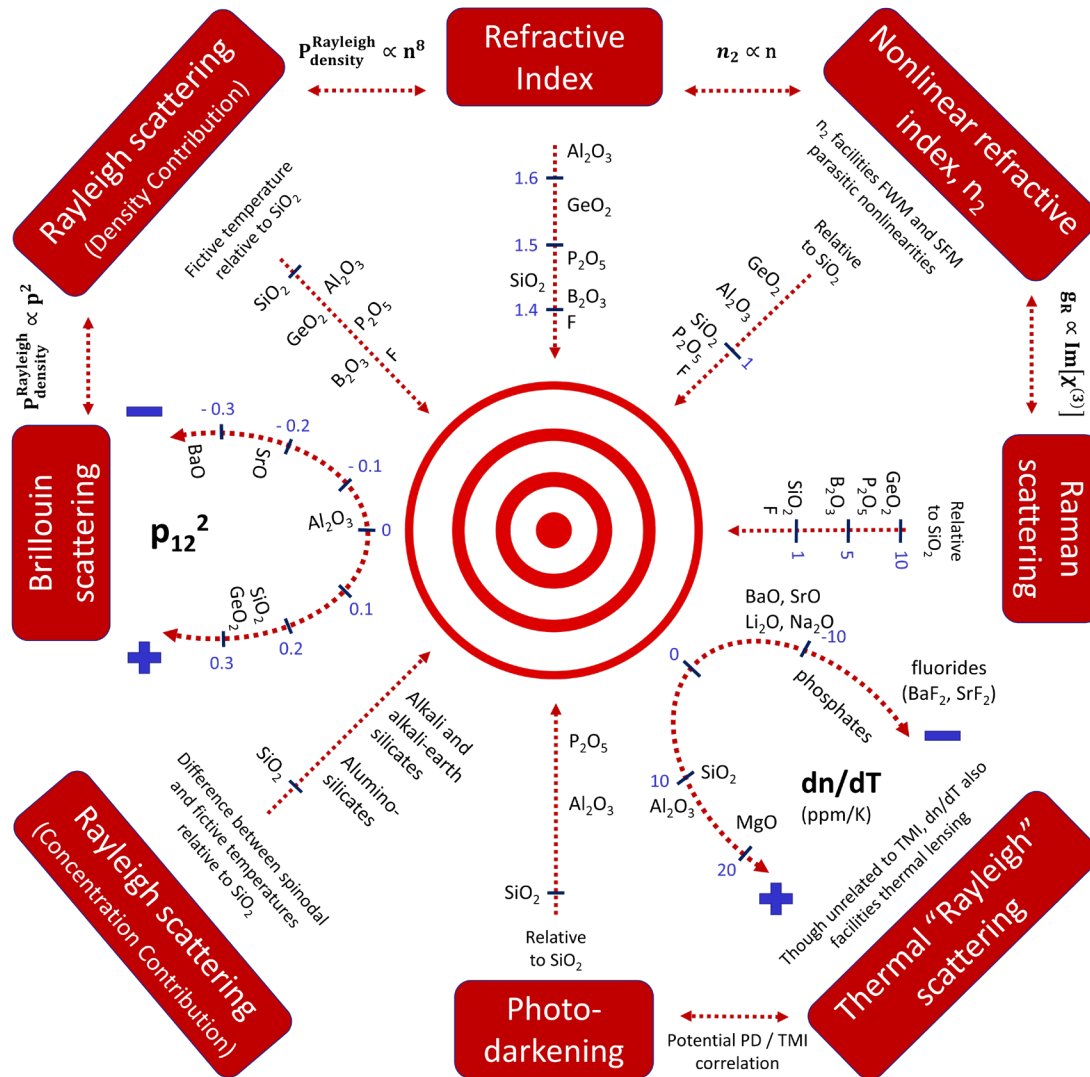 Rayleigh scattering
(Density Contribution)
P^Rayleigh_density ∝ n⁸
Refractive
Index
n₂ ∝ n
Nonlinear refractive
index, n₂
n₂ facilities FWM and SFM
parasitic nonlinearities
Fictive temperature
relative to SiO₂
SiO₂
Al₂O₃
GeO₂
P₂O₅
B₂O₃
F
Al₂O₃
1.6
GeO₂
1.5
P₂O₅
SiO₂
B₂O₃
1.4
F
Relative
to SiO₂
GeO₂
Al₂O₃
SiO₂
P₂O₅
F
1
P^Rayleigh_density ∝ p²
g_R ∝ Im[χ⁽³⁾]
Brillouin
scattering
p₁₂²
- 0.3
- 0.2
- 0.1
0
0.1
0.2
0.3
BaO
SrO
Al₂O₃
SiO₂
GeO₂
Raman
scattering
Relative
to SiO₂
GeO₂
P₂O₅
B₂O₃
SiO₂
F
1
5
10
BaO, SrO
Li₂O, Na₂O
-10
0
phosphates
fluorides
(BaF₂, SrF₂)
10
SiO₂
Al₂O₃
MgO
20
dn/dT
(ppm/K)
Though unrelated to TMI, dn/dT also
facilities thermal lensing
Thermal “Rayleigh”
scattering
P₂O₅
Al₂O₃
SiO₂
Relative
to SiO₂
Photo-
darkening
Potential PD / TMI
correlation
SiO₂
Alkali and
alkali-earth
silicates
Alumino-
silicates
Difference between spinodal
and fictive temperatures
relative to SiO₂
Rayleigh scattering
(Concentration Contribution)